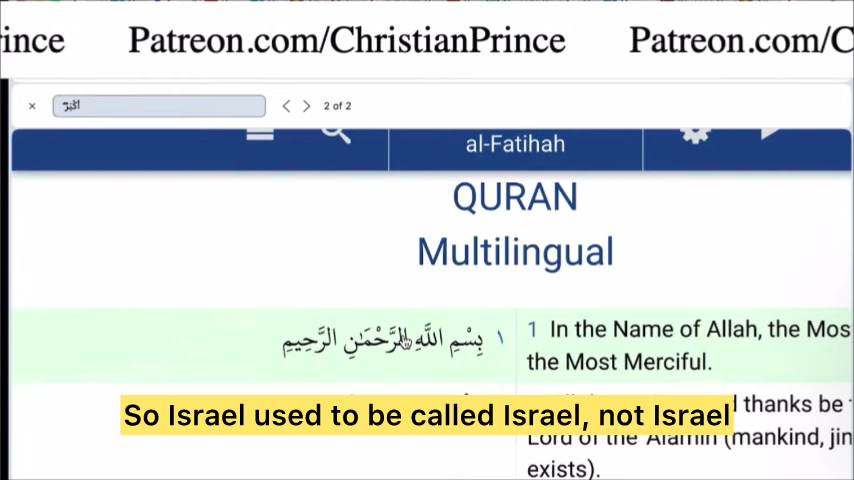 ince Patreon.com/ChristianPrince Patreon.com/C
2 of 2
al-Fatihah
QURAN
Multilingual
١ بِسْمِ اللَّهِ الرَّحْمَٰنِ الرَّحِيمِ
1 In the Name of Allah, the Mos
the Most Merciful.
d thanks be
Lord of the 'Alamin (mankind, jin
exists).
So Israel used to be called Israel, not Israel